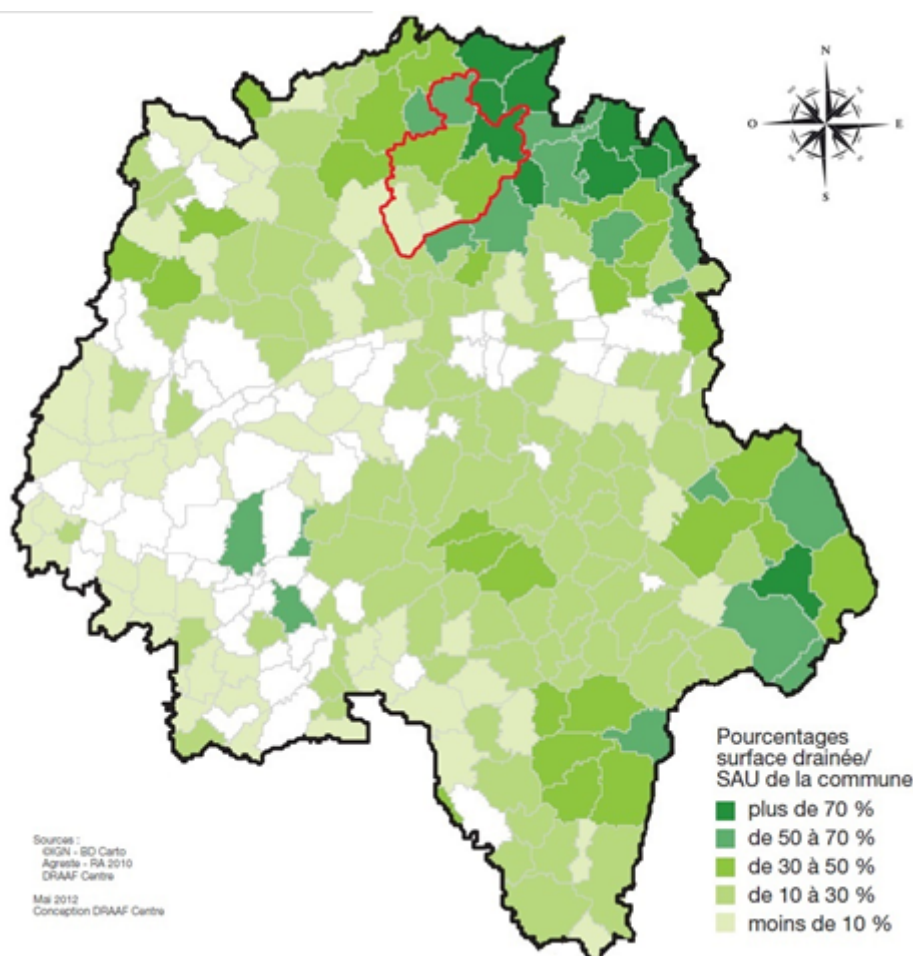 N
O
E
S
Pourcentages
surface drainée/
SAU de la commune
plus de 70 %
de 50 à 70 %
de 30 à 50 %
de 10 à 30 %
moins de 10 %
Sources :
©IGN - BD Carto
Agreste - RA 2010
DRAAF Centre
Mai 2012
Conception DRAAF Centre